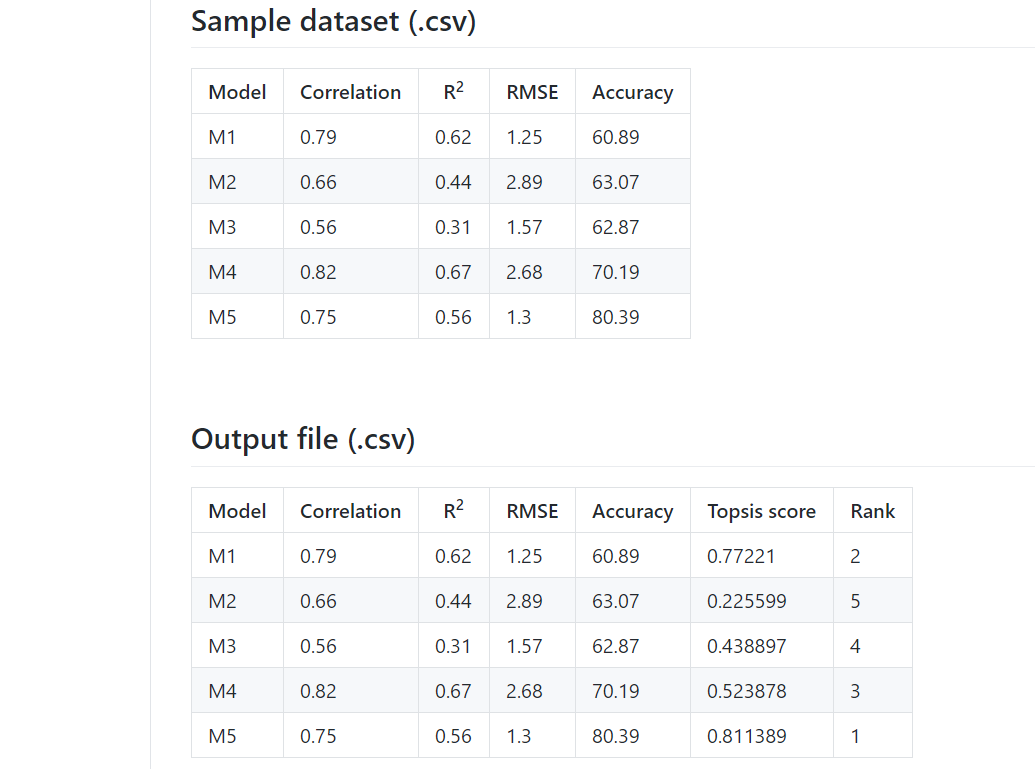 Sample dataset (.csv)
Model Correlation R² RMSE Accuracy
M1 0.79 0.62 1.25 60.89
M2 0.66 0.44 2.89 63.07
M3 0.56 0.31 1.57 62.87
M4 0.82 0.67 2.68 70.19
M5 0.75 0.56 1.3 80.39
Output file (.csv)
Model Correlation R² RMSE Accuracy Topsis score Rank
M1 0.79 0.62 1.25 60.89 0.77221 2
M2 0.66 0.44 2.89 63.07 0.225599 5
M3 0.56 0.31 1.57 62.87 0.438897 4
M4 0.82 0.67 2.68 70.19 0.523878 3
M5 0.75 0.56 1.3 80.39 0.811389 1